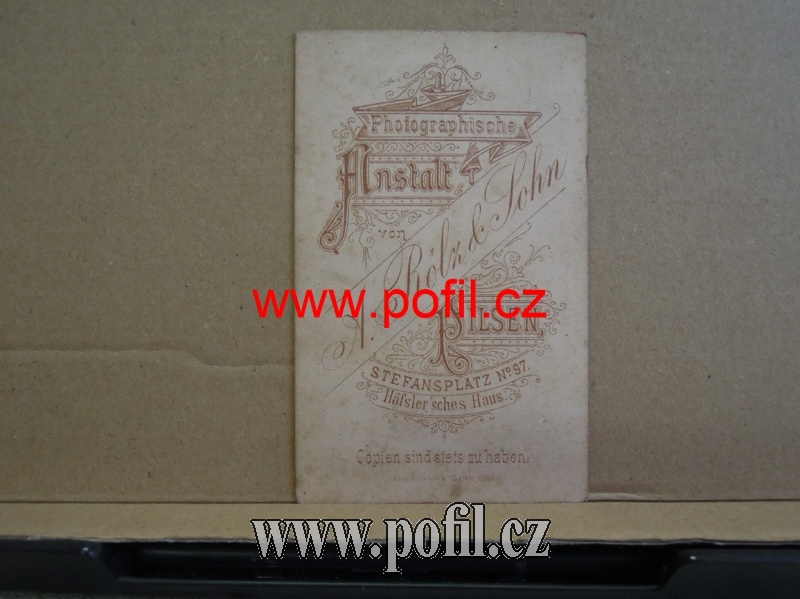 Photographische
Anstalt
von
A. Pölz & Sohn
www.pofil.cz
PILSEN,
STEFANSPLATZ No. 97.
Häfsler'sches Haus.
Copien sind stets zu haben.
www.pofil.cz